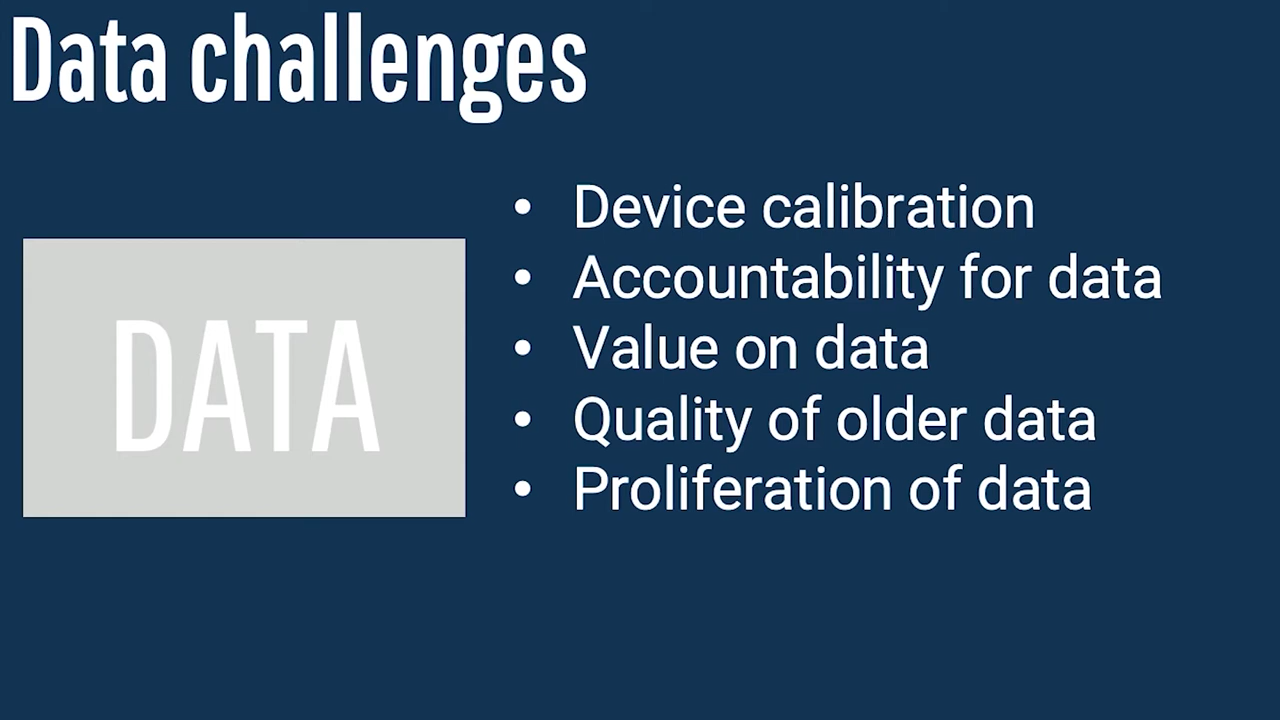 Data challenges
DATA
• Device calibration
• Accountability for data
• Value on data
• Quality of older data
• Proliferation of data